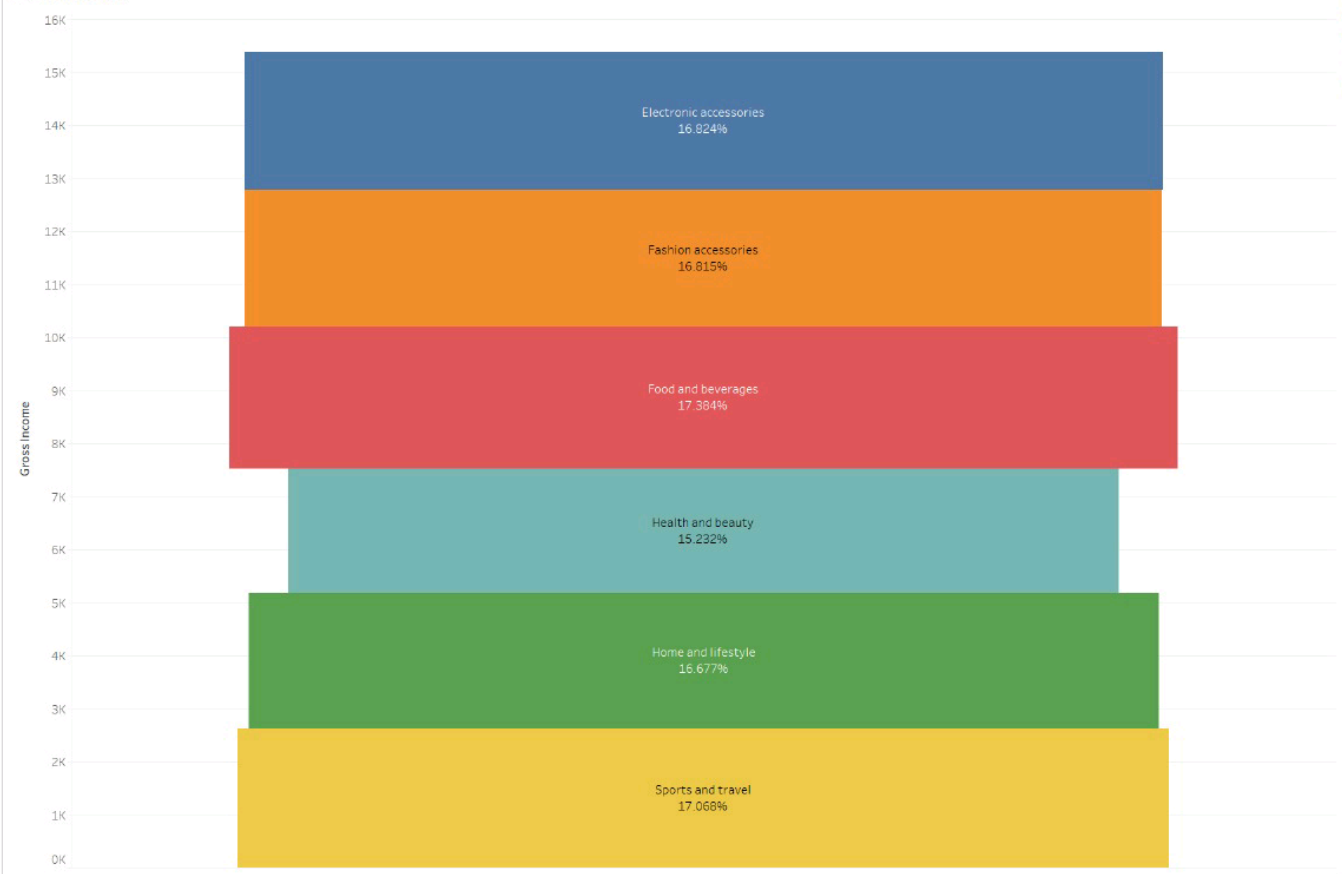 16K
15K
14K
13K
12K
11K
10K
9K
8K
7K
6K
5K
4K
3K
2K
1K
0K
Gross Income
Electronic accessories
16.824%
Fashion accessories
16.815%
Food and beverages
17.384%
Health and beauty
15.232%
Home and lifestyle
16.677%
Sports and travel
17.068%